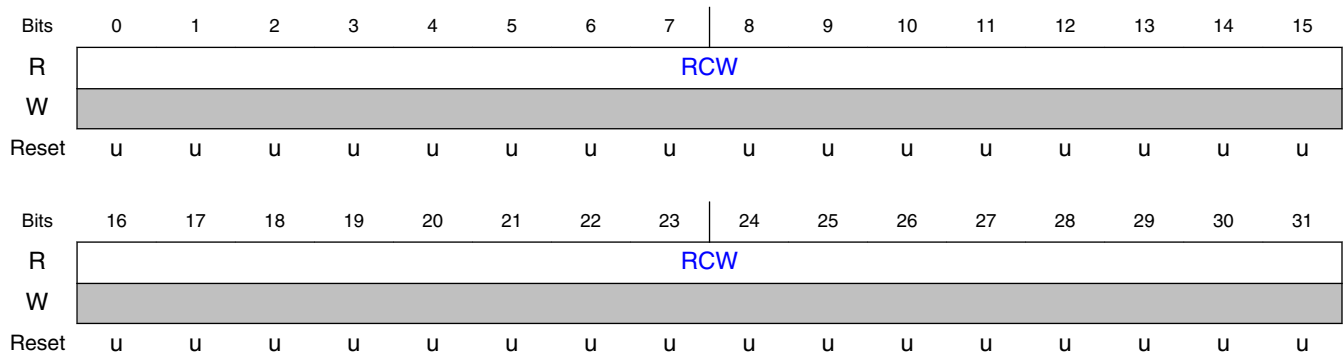 Bits 0 1 2 3 4 5 6 7 8 9 10 11 12 13 14 15
R RCW
W
Reset u u u u u u u u u u u u u u u u
Bits 16 17 18 19 20 21 22 23 24 25 26 27 28 29 30 31
R RCW
W
Reset u u u u u u u u u u u u u u u u